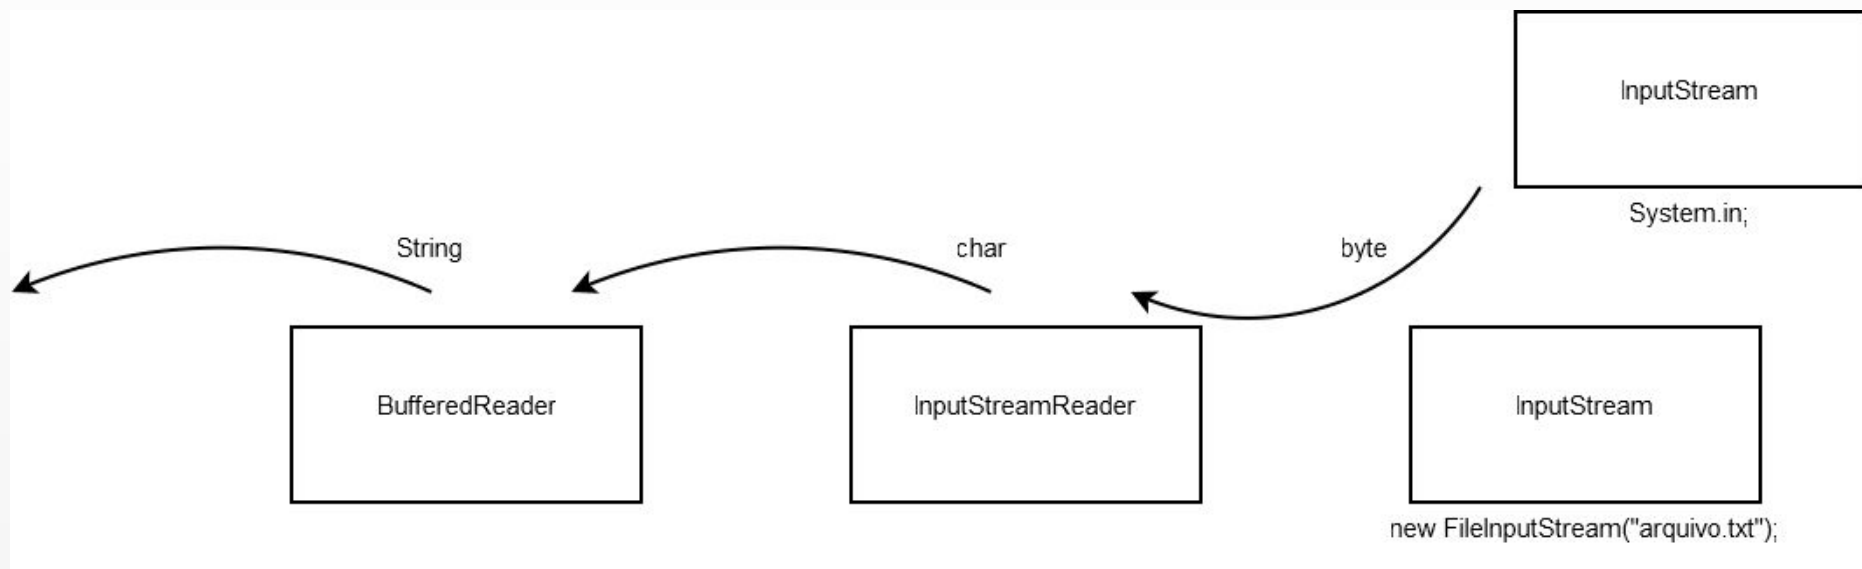 InputStream
System.in;
String
char
byte
BufferedReader
InputStreamReader
InputStream
new FileInputStream("arquivo.txt");